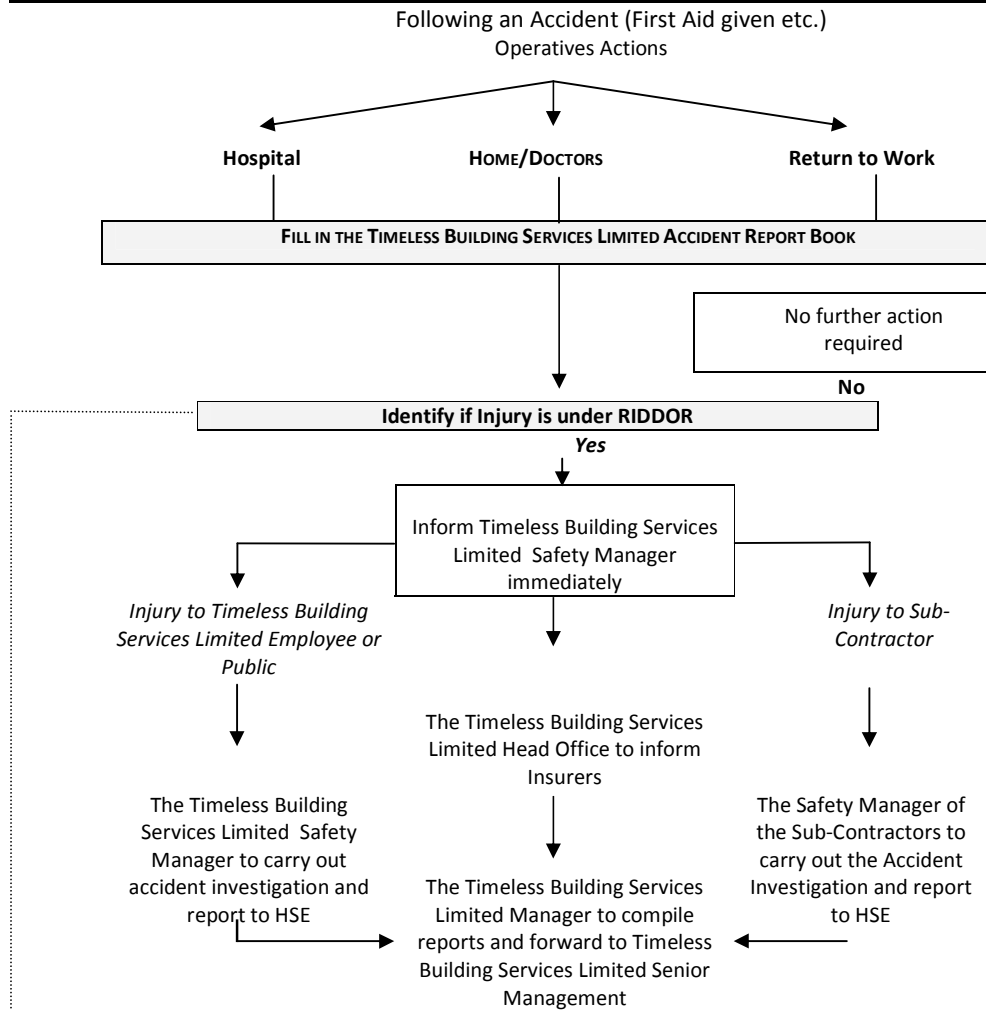 Following an Accident (First Aid given etc.)
Operatives Actions
Hospital
HOME/DOCTORS
Return to Work
FILL IN THE TIMELESS BUILDING SERVICES LIMITED ACCIDENT REPORT BOOK
No further action
required
No
Identify if Injury is under RIDDOR
Yes
Inform Timeless Building Services
Limited Safety Manager
immediately
Injury to Timeless Building
Services Limited Employee or
Public
Injury to Sub-
Contractor
The Timeless Building Services
Limited Head Office to inform
Insurers
The Timeless Building
Services Limited Safety
Manager to carry out
accident investigation and
report to HSE
The Timeless Building Services
Limited Manager to compile
reports and forward to Timeless
Building Services Limited Senior
Management
The Safety Manager of
the Sub-Contractors to
carry out the Accident
Investigation and report
to HSE